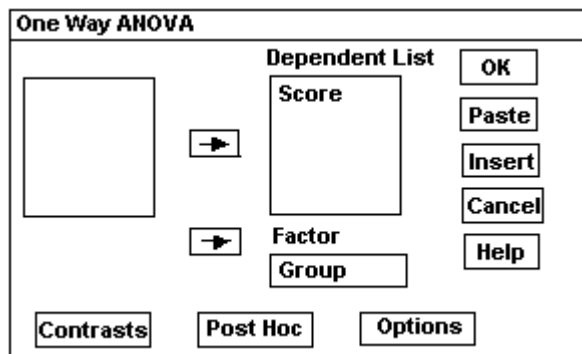 One Way ANOVA
Dependent List
Score
Factor
Group
OK
Paste
Insert
Cancel
Help
Contrasts
Post Hoc
Options